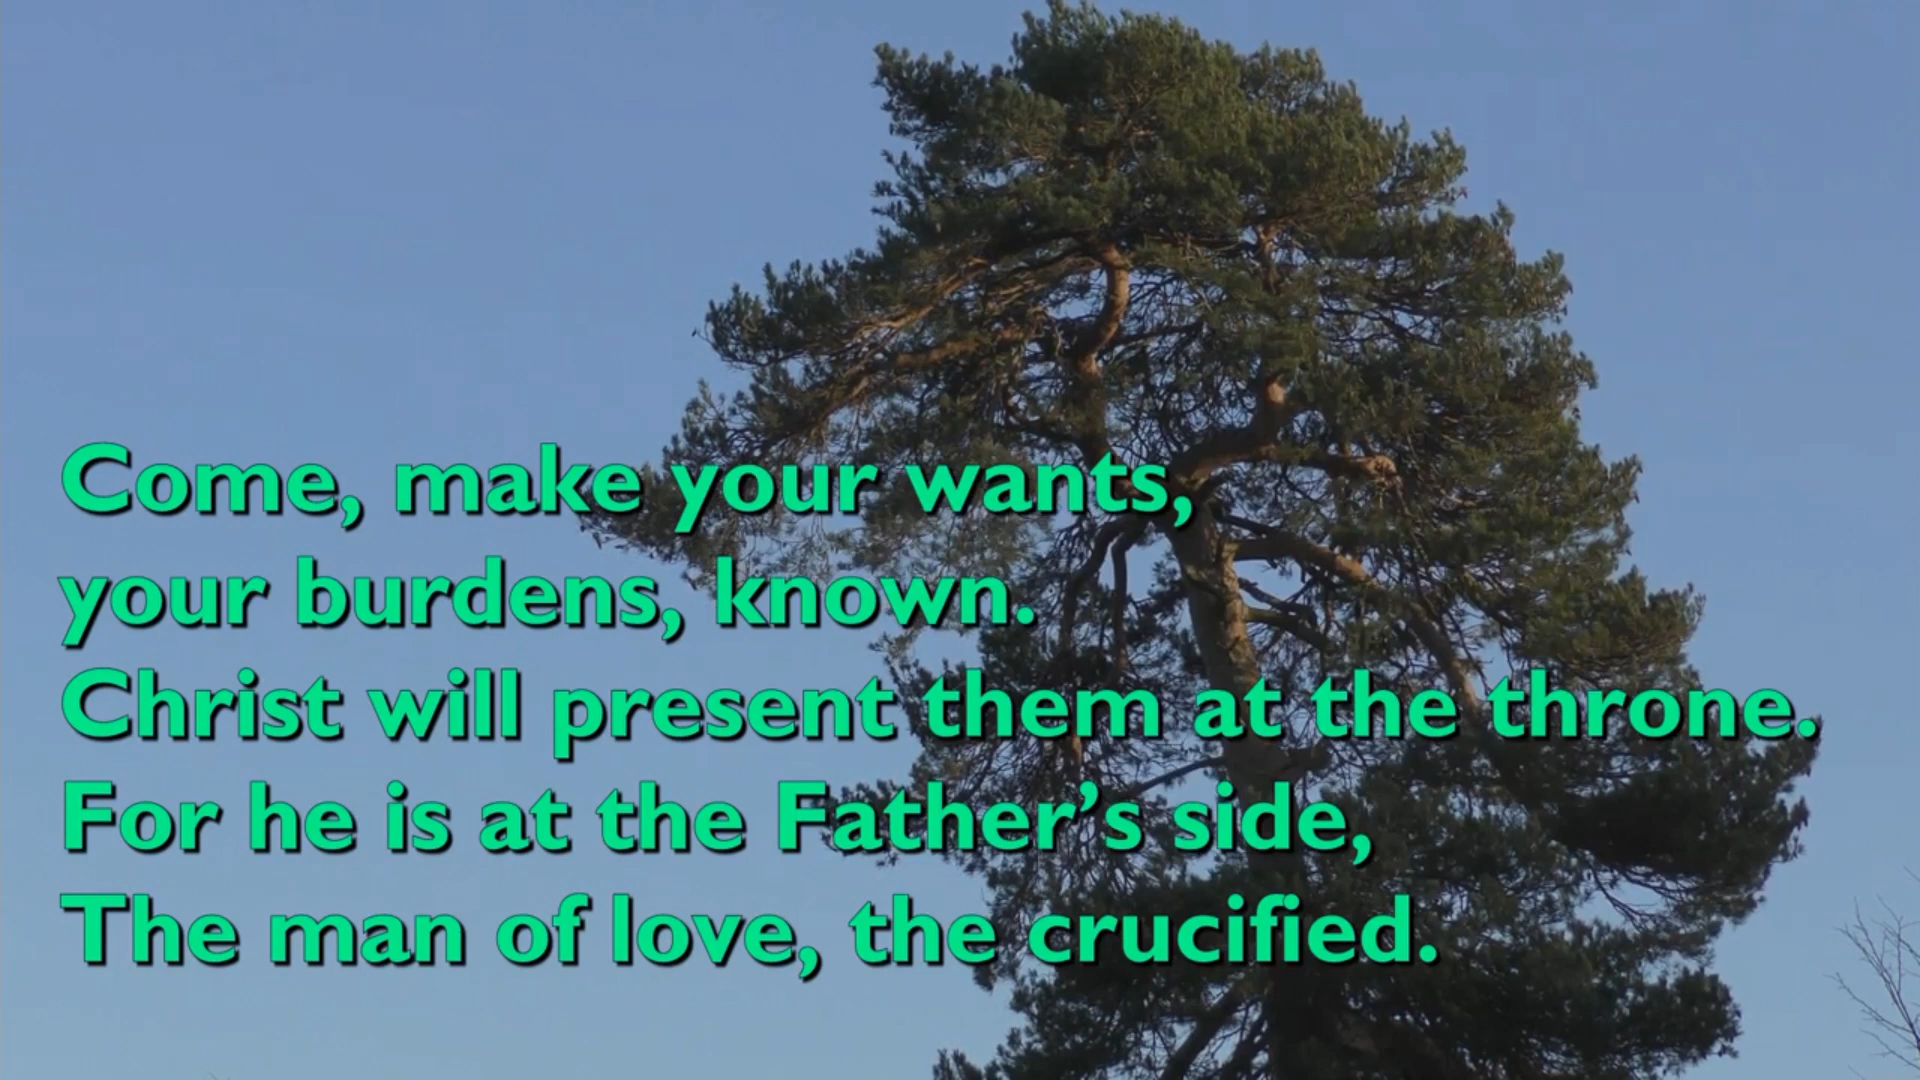 Come, make your wants,
your burdens, known.
Christ will present them at the throne.
For he is at the Father’s side,
The man of love, the crucified.